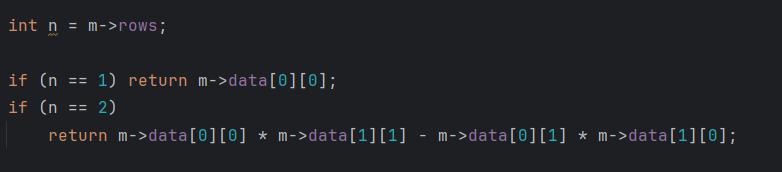 int n = m->rows;
if (n == 1) return m->data[0][0];
if (n == 2)
return m->data[0][0] * m->data[1][1] - m->data[0][1] * m->data[1][0];